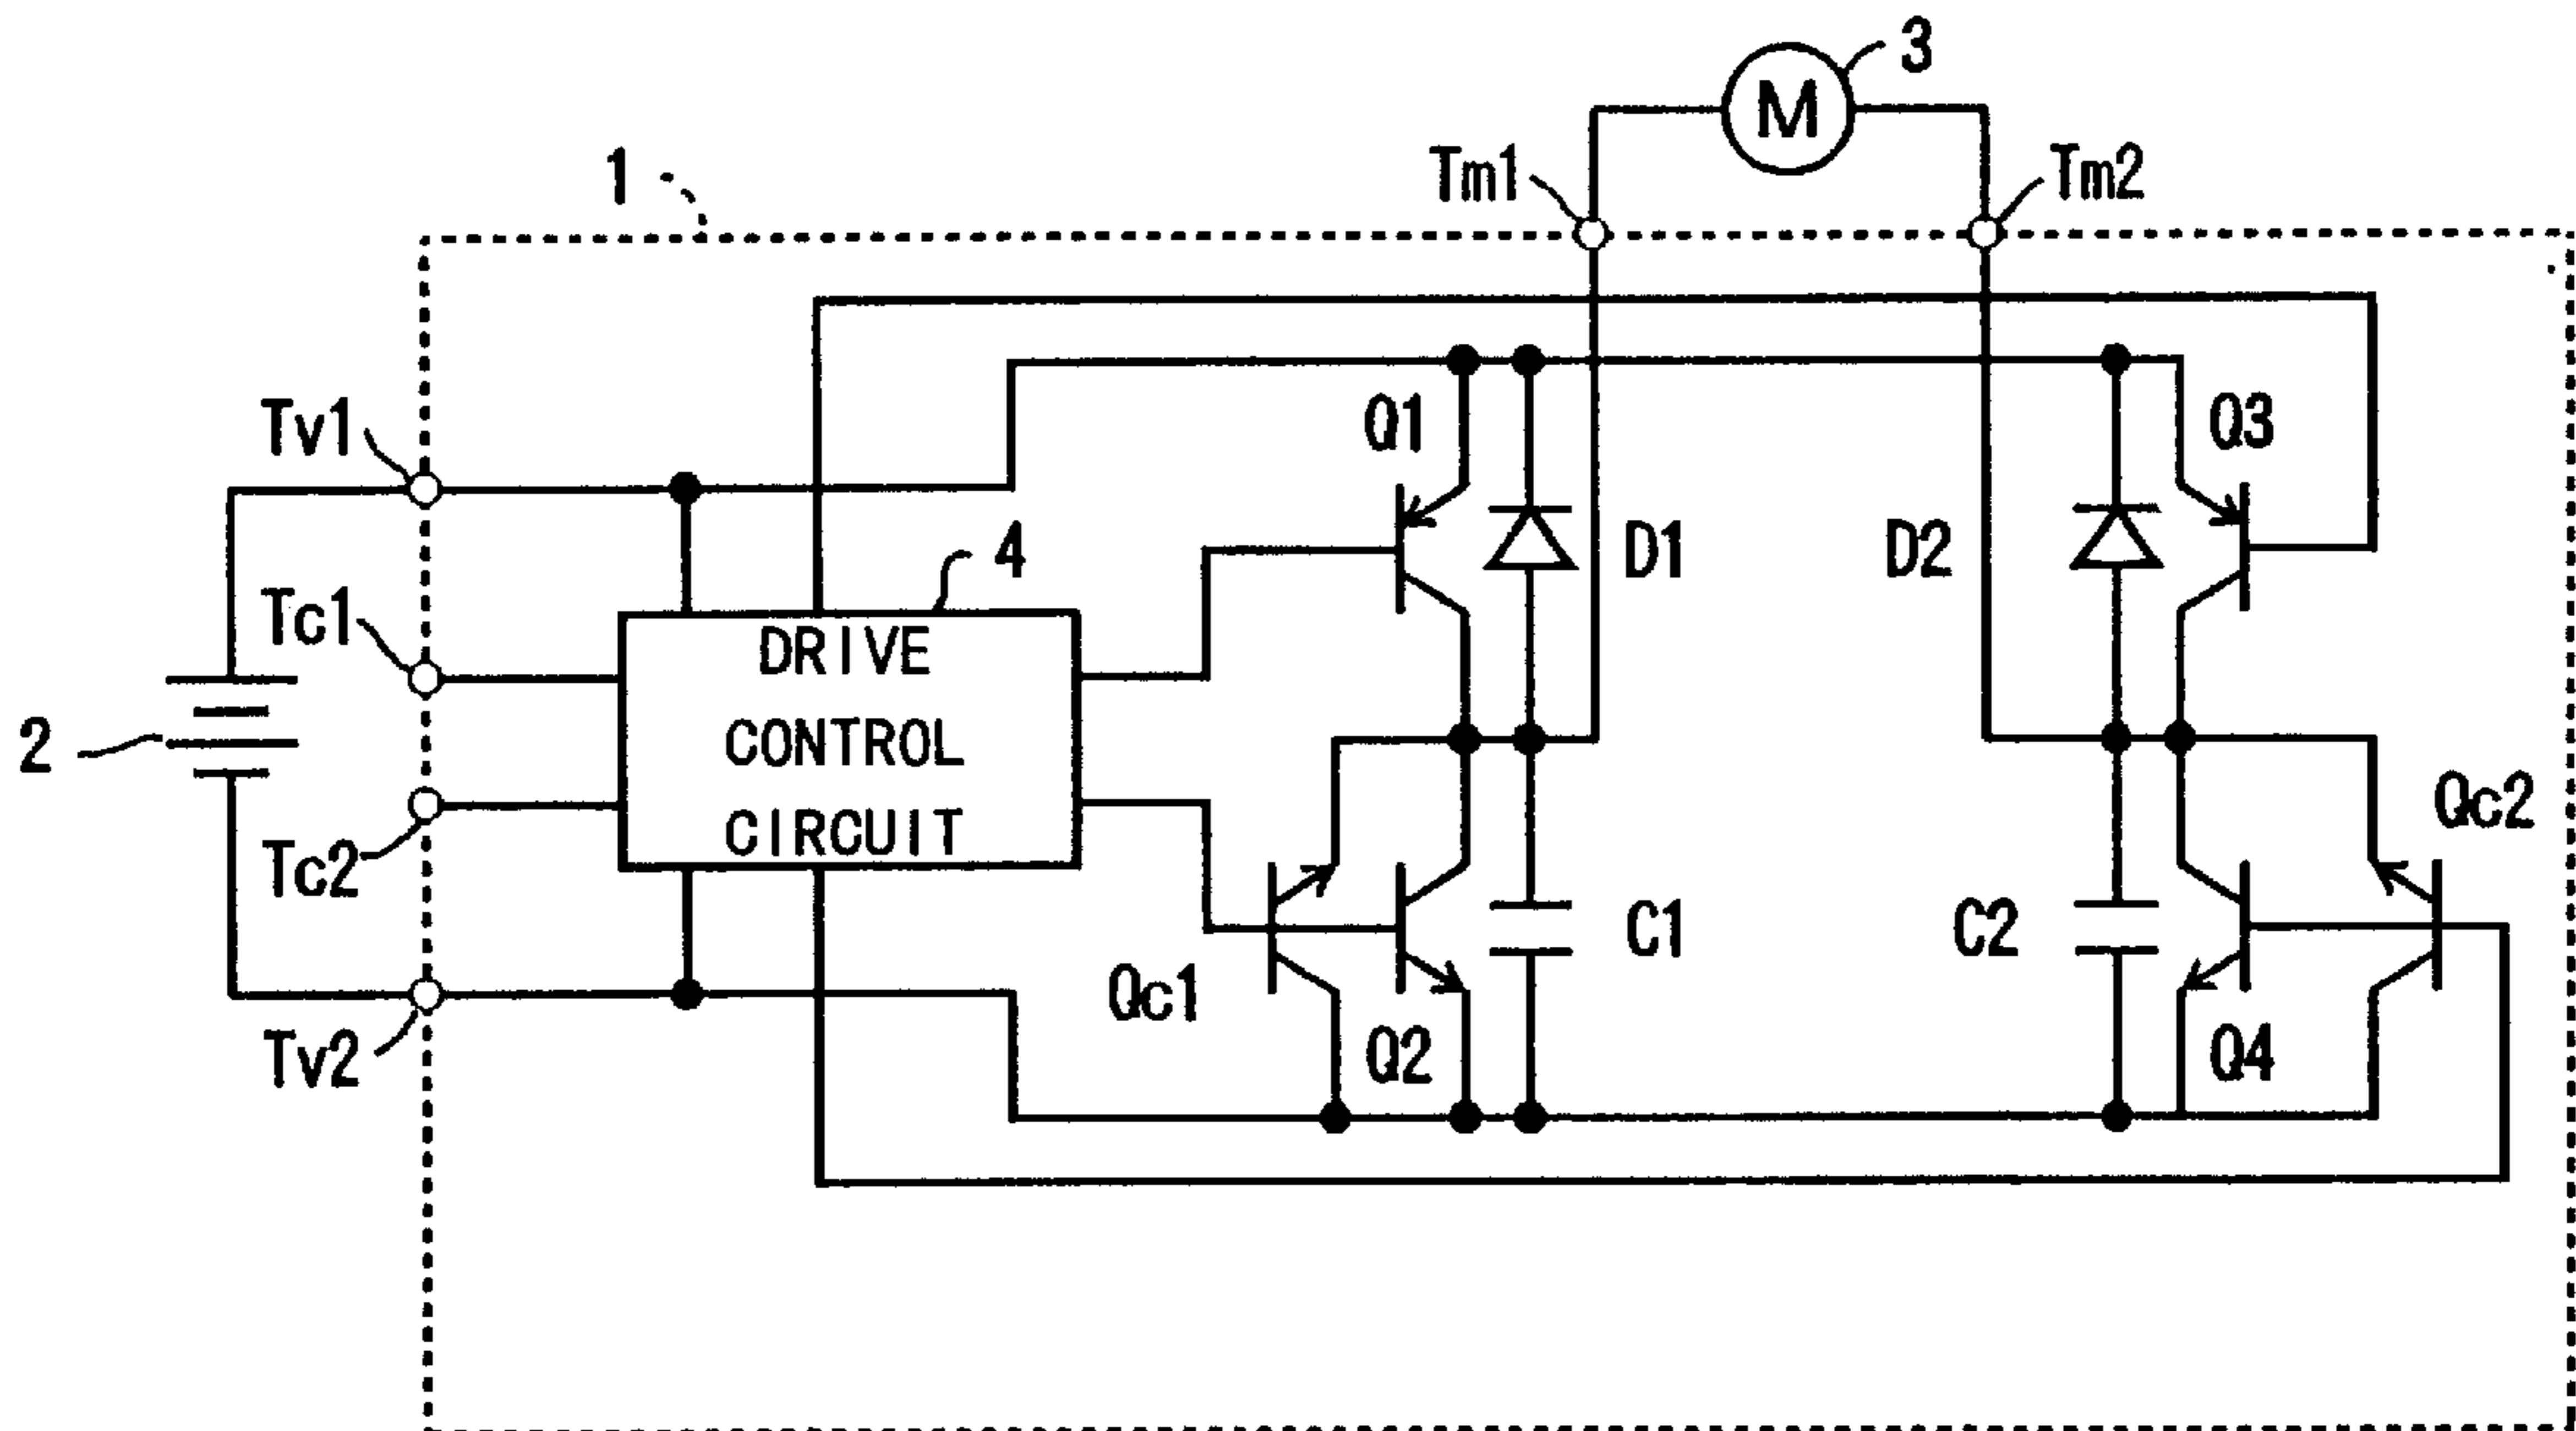 3
M
Tm1
Tm2
1
Q1
Q3
Tv1
D1
D2
4
Tc1
DRIVE
CONTROL
CIRCUIT
2
Qc2
Tc2
C1
C2
Qc1
Q2
Q4
Tv2